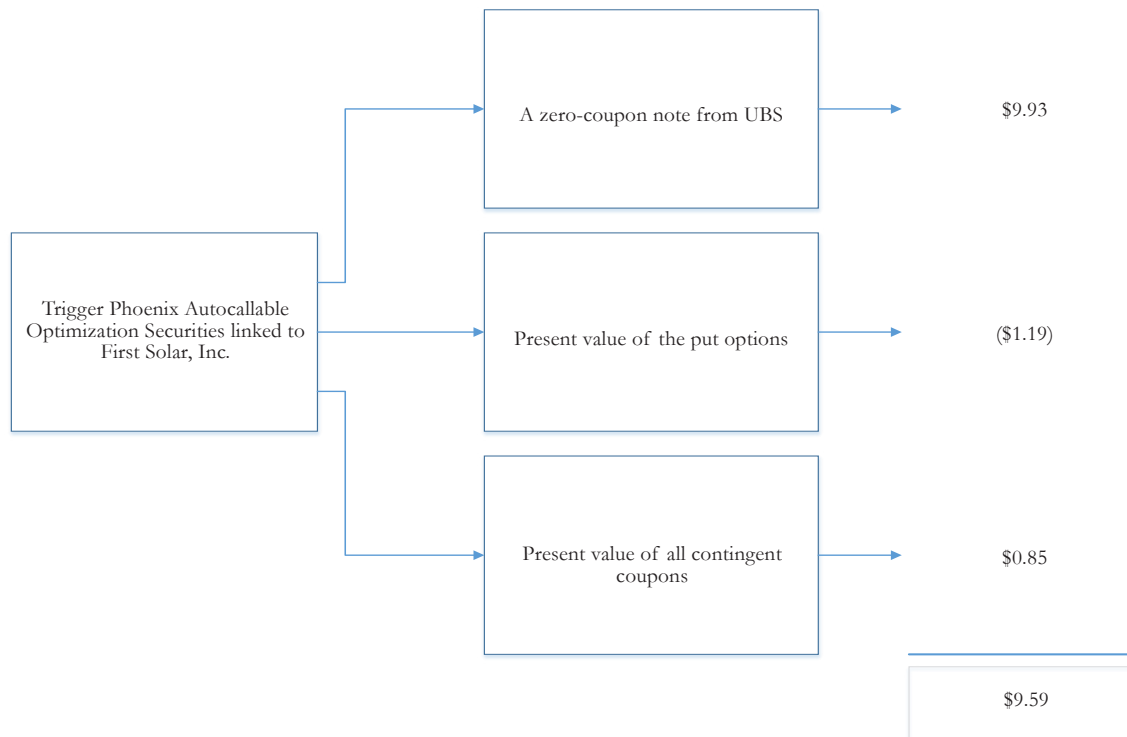 A zero-coupon note from UBS
$9.93
Trigger Phoenix Autocallable
Optimization Securities linked to
First Solar, Inc.
Present value of the put options
($1.19)
Present value of all contingent
coupons
$0.85
$9.59